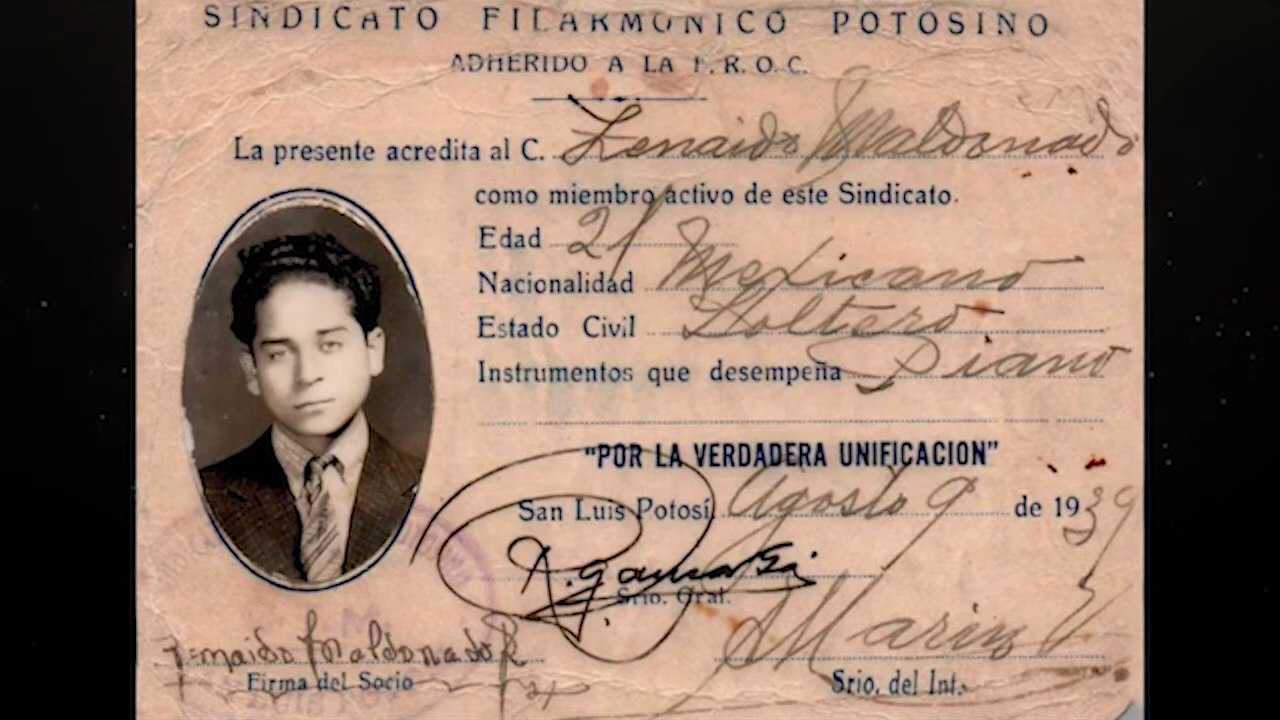 SINDICATO FILARMONICO POTOSINO
ADHERIDO A LA F. R. O. C.
La presente acredita al C. Zenaido Maldonado
como miembro activo de este Sindicato.
Edad 21
Nacionalidad Mexicano
Estado Civil Soltero
Instrumentos que desempeña Piano
"POR LA VERDADERA UNIFICACION"
San Luis Potosí, Agosto 9 de 1939
Srio. Gral.
Zenaido Maldonado R
Firma del Socio
Srio. del Int.